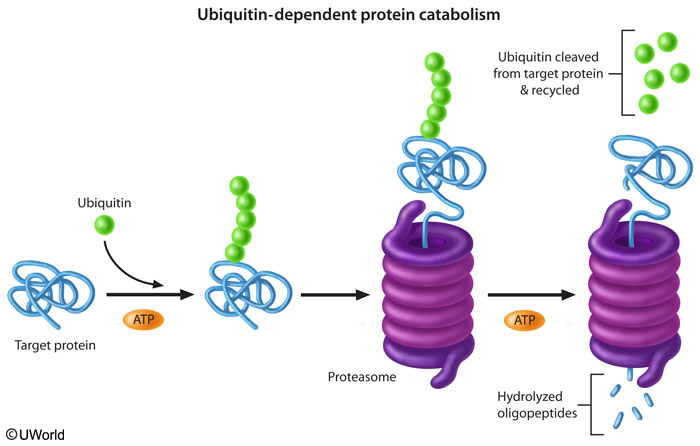 Ubiquitin-dependent protein catabolism
Ubiquitin cleaved
from target protein
& recycled
Ubiquitin
ATP
ATP
Target protein
Proteasome
Hydrolyzed
oligopeptides
©UWorld